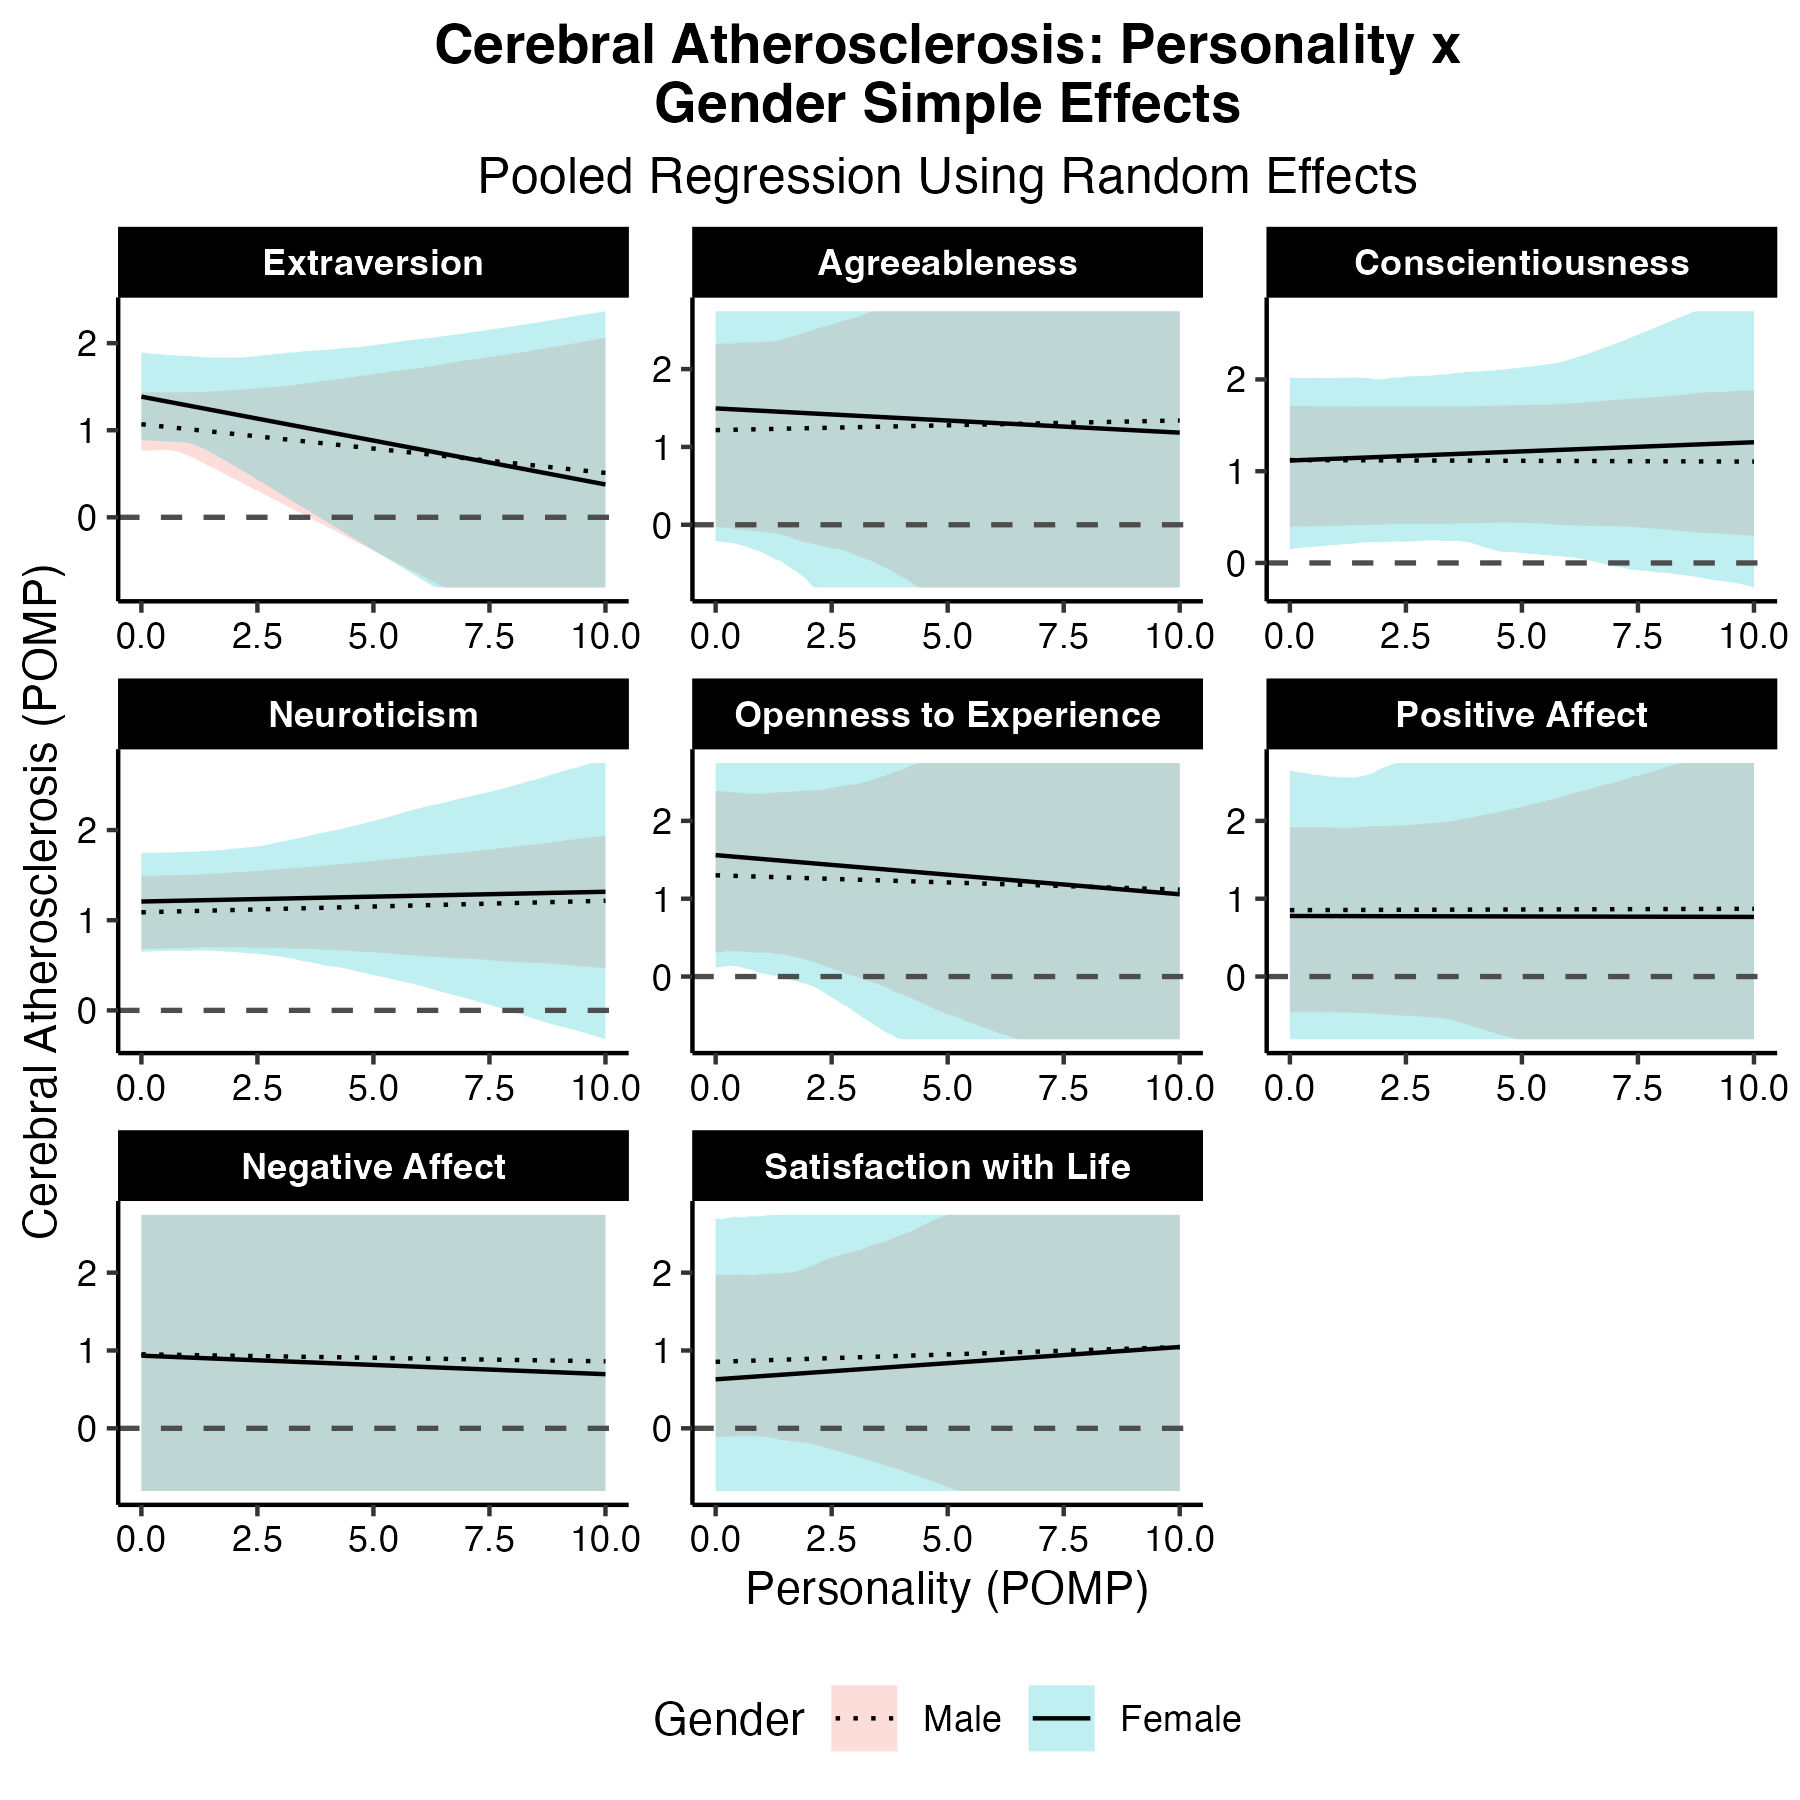 Cerebral Atherosclerosis: Personality x
Gender Simple Effects
Pooled Regression Using Random Effects
Cerebral Atherosclerosis (POMP)
Extraversion
2
1
0
0.0 2.5 5.0 7.5 10.0
Agreeableness
2
1
0
0.0 2.5 5.0 7.5 10.0
Conscientiousness
2
1
0
0.0 2.5 5.0 7.5 10.0
Neuroticism
2
1
0
0.0 2.5 5.0 7.5 10.0
Openness to Experience
2
1
0
0.0 2.5 5.0 7.5 10.0
Positive Affect
2
1
0
0.0 2.5 5.0 7.5 10.0
Negative Affect
2
1
0
0.0 2.5 5.0 7.5 10.0
Satisfaction with Life
2
1
0
0.0 2.5 5.0 7.5 10.0
Personality (POMP)
Gender Male Female